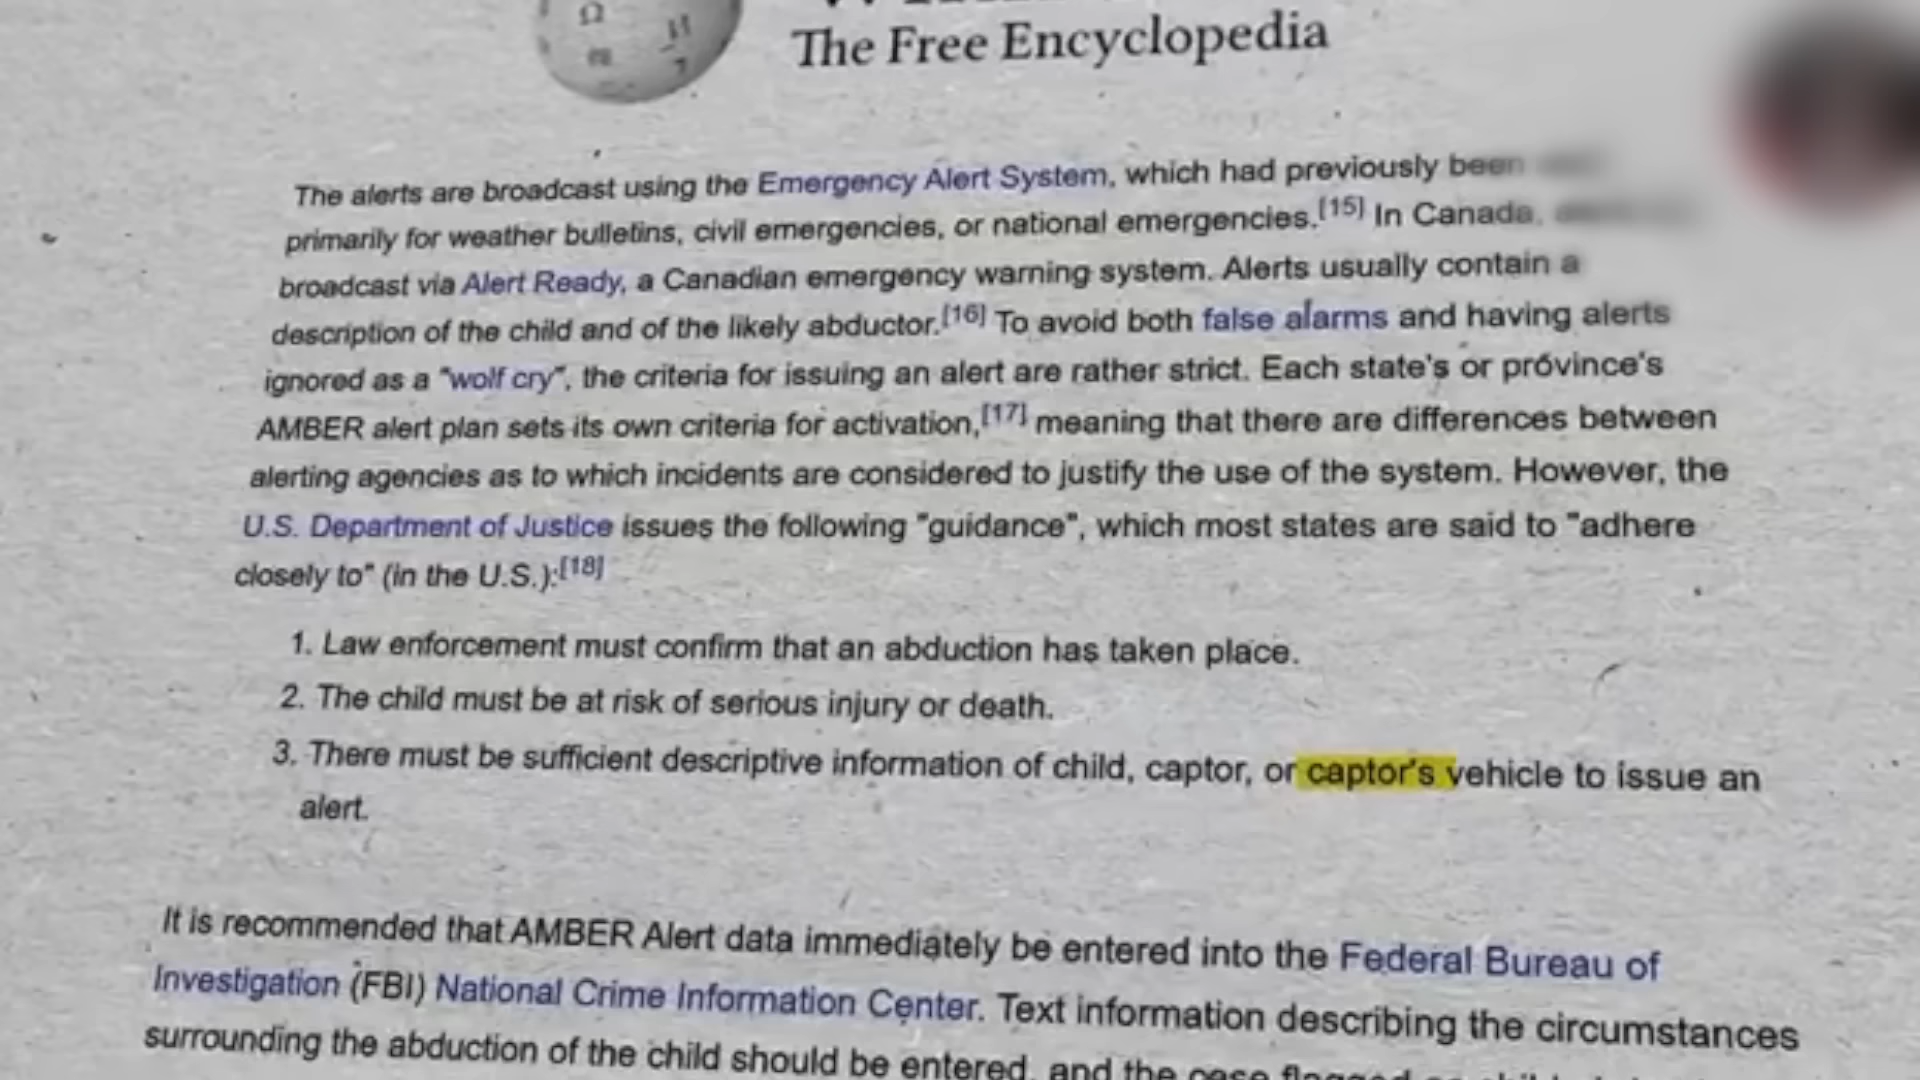 The Free Encyclopedia
The alerts are broadcast using the Emergency Alert System, which had previously been
primarily for weather bulletins, civil emergencies, or national emergencies.[15] In Canada,
broadcast via Alert Ready, a Canadian emergency warning system. Alerts usually contain a
description of the child and of the likely abductor.[16] To avoid both false alarms and having alerts
ignored as a "wolf cry", the criteria for issuing an alert are rather strict. Each state's or province's
AMBER alert plan sets its own criteria for activation,[17] meaning that there are differences between
alerting agencies as to which incidents are considered to justify the use of the system. However, the
U.S. Department of Justice issues the following "guidance", which most states are said to "adhere
closely to" (in the U.S.):[18]
1. Law enforcement must confirm that an abduction has taken place.
2. The child must be at risk of serious injury or death.
3. There must be sufficient descriptive information of child, captor, or captor's vehicle to issue an
alert.
It is recommended that AMBER Alert data immediately be entered into the Federal Bureau of
Investigation (FBI) National Crime Information Center. Text information describing the circumstances
surrounding the abduction of the child should be entered, and the case flagged